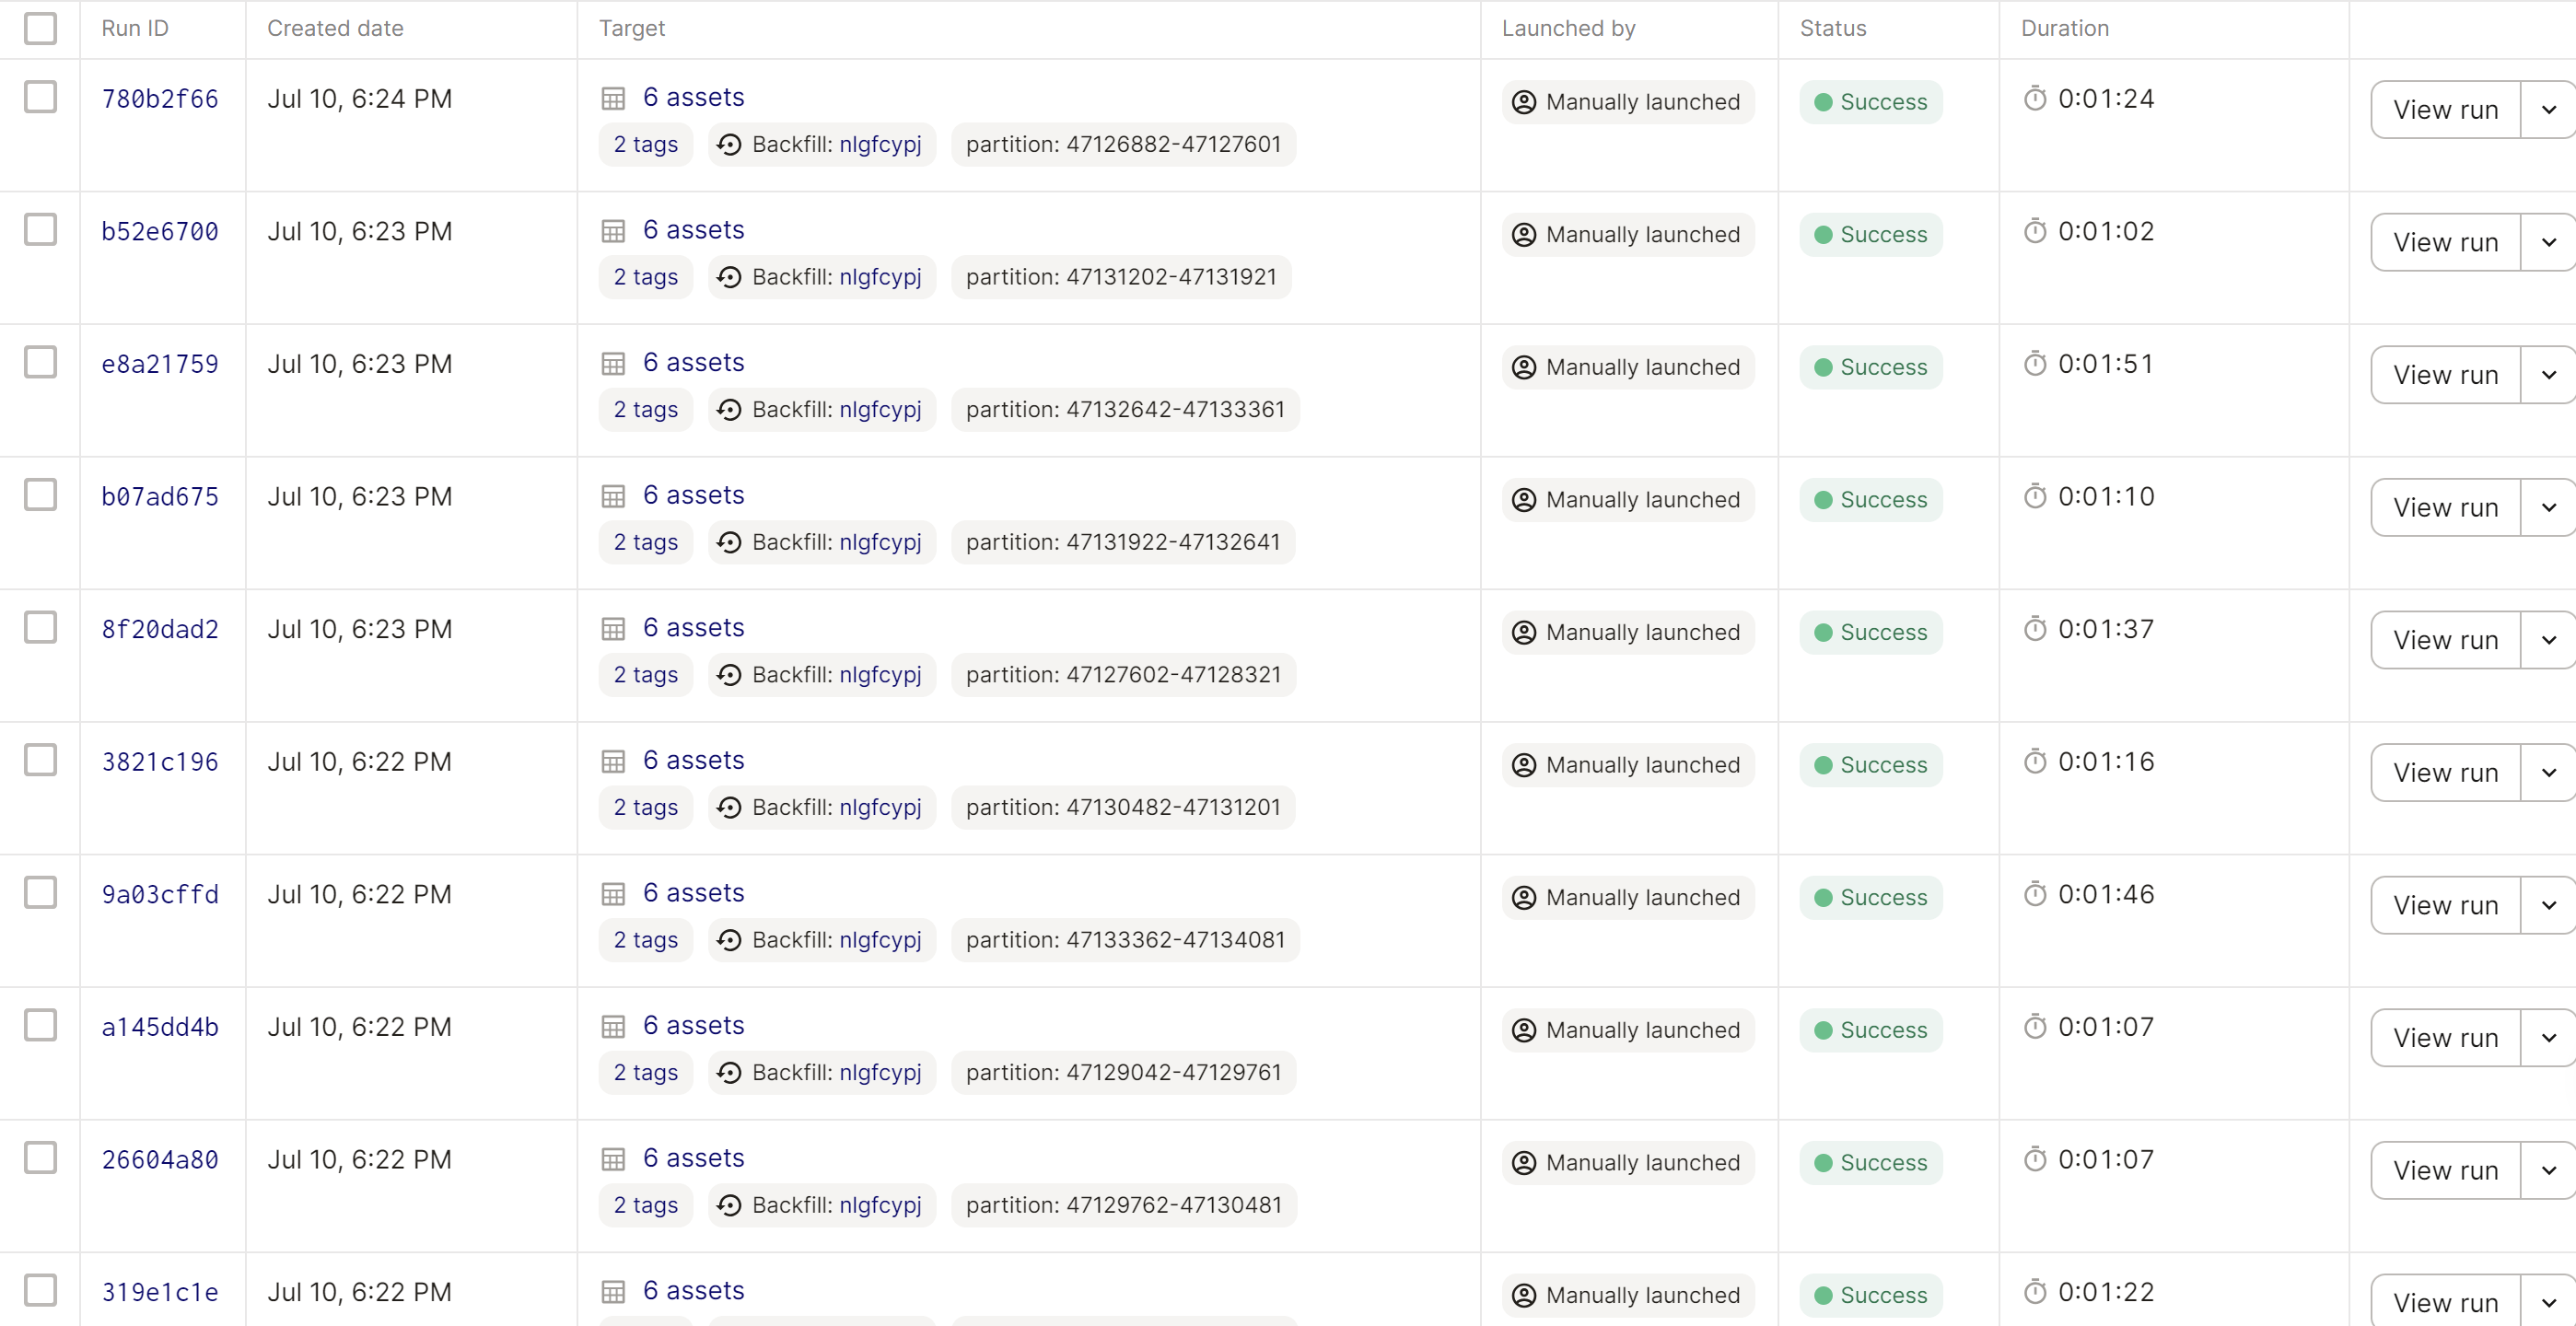 Run ID Created date Target Launched by Status Duration
780b2f66 Jul 10, 6:24 PM 6 assets Manually launched Success 0:01:24 View run
2 tags Backfill: nlgfcypj partition: 47126882-47127601
b52e6700 Jul 10, 6:23 PM 6 assets Manually launched Success 0:01:02 View run
2 tags Backfill: nlgfcypj partition: 47131202-47131921
e8a21759 Jul 10, 6:23 PM 6 assets Manually launched Success 0:01:51 View run
2 tags Backfill: nlgfcypj partition: 47132642-47133361
b07ad675 Jul 10, 6:23 PM 6 assets Manually launched Success 0:01:10 View run
2 tags Backfill: nlgfcypj partition: 47131922-47132641
8f20dad2 Jul 10, 6:23 PM 6 assets Manually launched Success 0:01:37 View run
2 tags Backfill: nlgfcypj partition: 47127602-47128321
3821c196 Jul 10, 6:22 PM 6 assets Manually launched Success 0:01:16 View run
2 tags Backfill: nlgfcypj partition: 47130482-47131201
9a03cffd Jul 10, 6:22 PM 6 assets Manually launched Success 0:01:46 View run
2 tags Backfill: nlgfcypj partition: 47133362-47134081
a145dd4b Jul 10, 6:22 PM 6 assets Manually launched Success 0:01:07 View run
2 tags Backfill: nlgfcypj partition: 47129042-47129761
26604a80 Jul 10, 6:22 PM 6 assets Manually launched Success 0:01:07 View run
2 tags Backfill: nlgfcypj partition: 47129762-47130481
319e1c1e Jul 10, 6:22 PM 6 assets Manually launched Success 0:01:22 View run